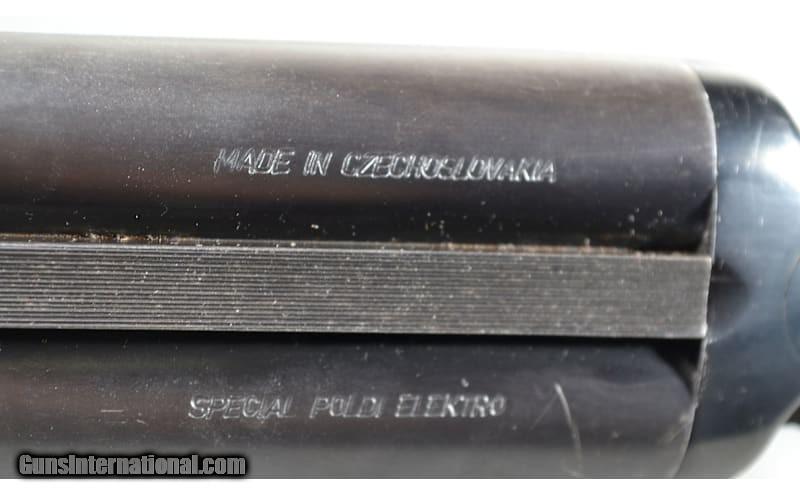 MADE IN CZECHOSLOVAKIA
SPECIAL POLDI ELEKTRO
GunsInternational.com